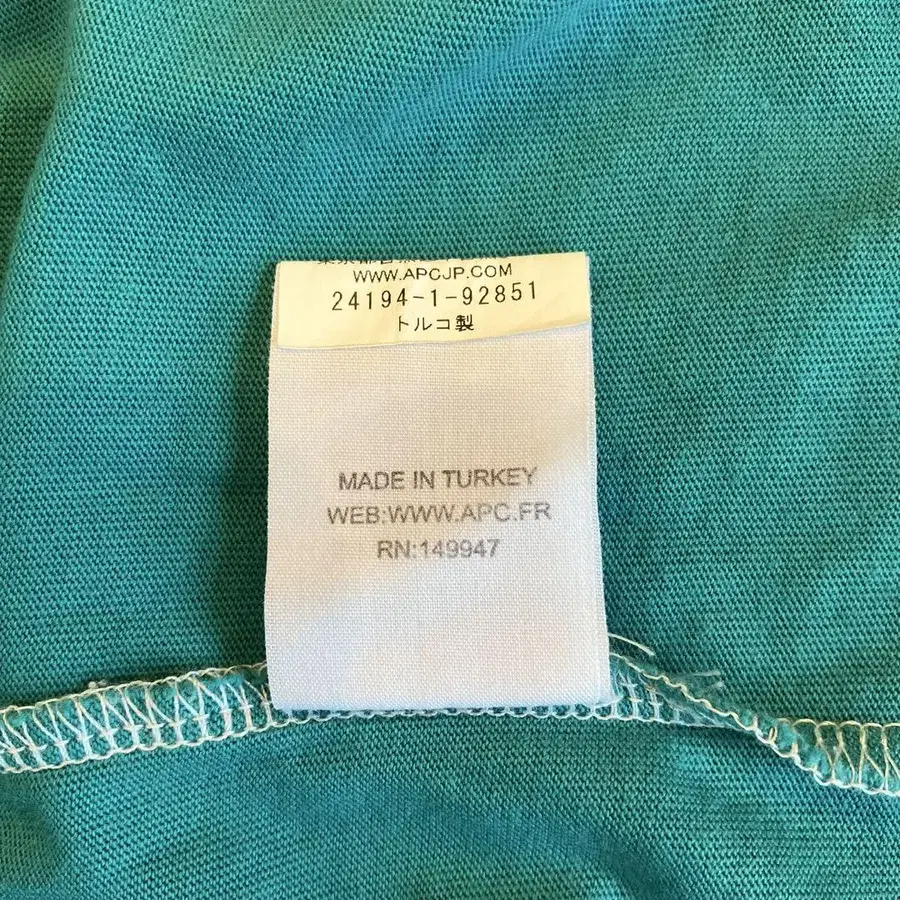 WWW.APCJP.COM
24194-1-92851
トルコ製
MADE IN TURKEY
WEB:WWW.APC.FR
RN:149947